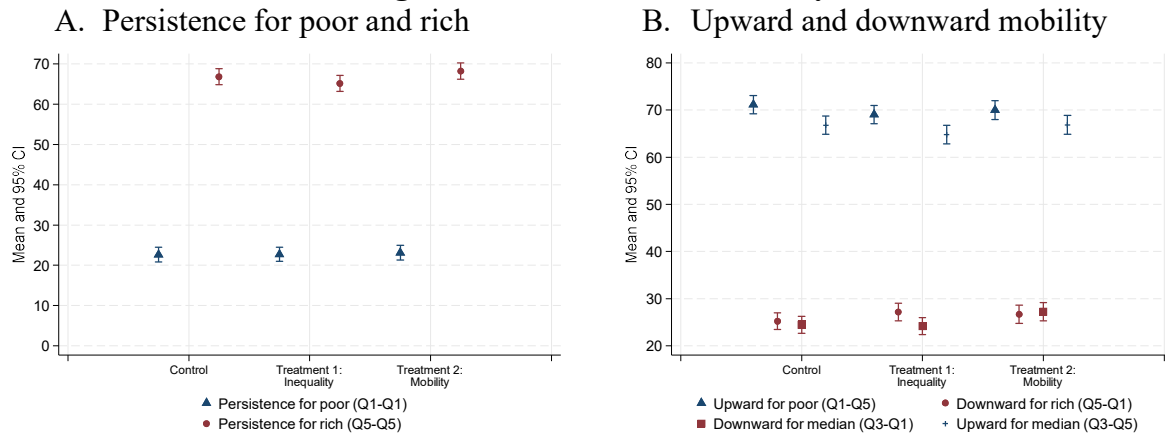 A. Persistence for poor and rich
Mean and 95% CI
70
60
50
40
30
20
10
0
Control
Treatment 1:
Inequality
Treatment 2:
Mobility
Persistence for poor (Q1-Q1)
Persistence for rich (Q5-Q5)
B. Upward and downward mobility
Mean and 95% CI
80
70
60
50
40
30
20
Control
Treatment 1:
Inequality
Treatment 2:
Mobility
Upward for poor (Q1-Q5)
Downward for rich (Q5-Q1)
Downward for median (Q3-Q1)
Upward for median (Q3-Q5)